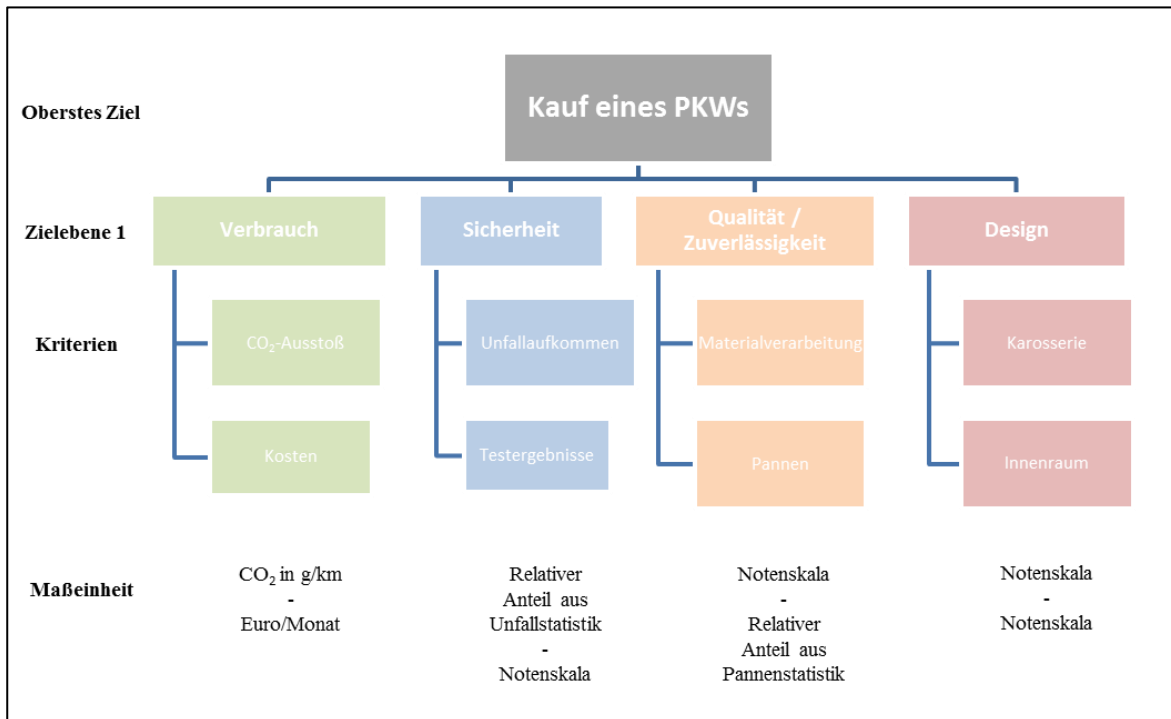 Oberstes Ziel
Kauf eines PKWs
Zielebene 1
Verbrauch
Sicherheit
Qualität /
Zuverlässigkeit
Design
Kriterien
CO₂-Ausstoß
Unfallaufkommen
Materialverarbeitung
Karosserie
Kosten
Testergebnisse
Pannen
Innenraum
Maßeinheit
CO₂ in g/km
-
Euro/Monat
Relativer
Anteil aus
Unfallstatistik
-
Notenskala
Notenskala
-
Relativer
Anteil aus
Pannenstatistik
Notenskala
-
Notenskala